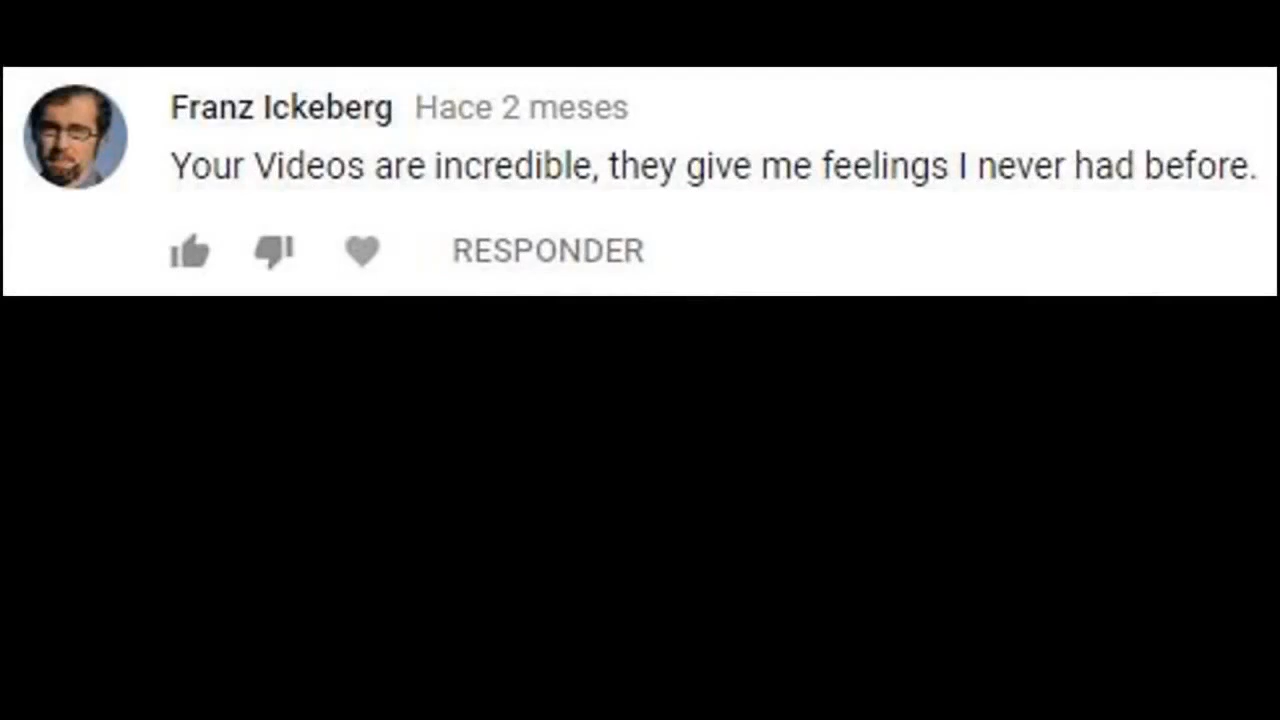 Franz Ickeberg Hace 2 meses
Your Videos are incredible, they give me feelings I never had before.
RESPONDER